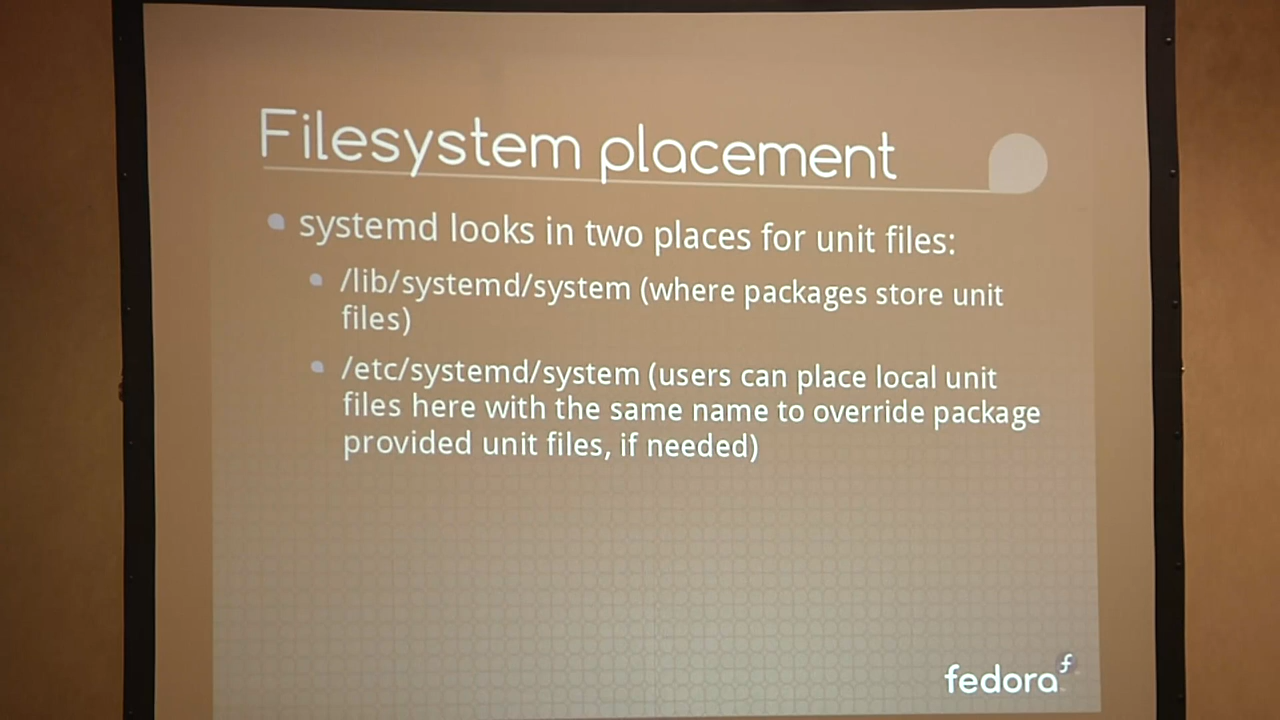 Filesystem placement
systemd looks in two places for unit files:
/lib/systemd/system (where packages store unit
files)
/etc/systemd/system (users can place local unit
files here with the same name to override package
provided unit files, if needed)
fedora